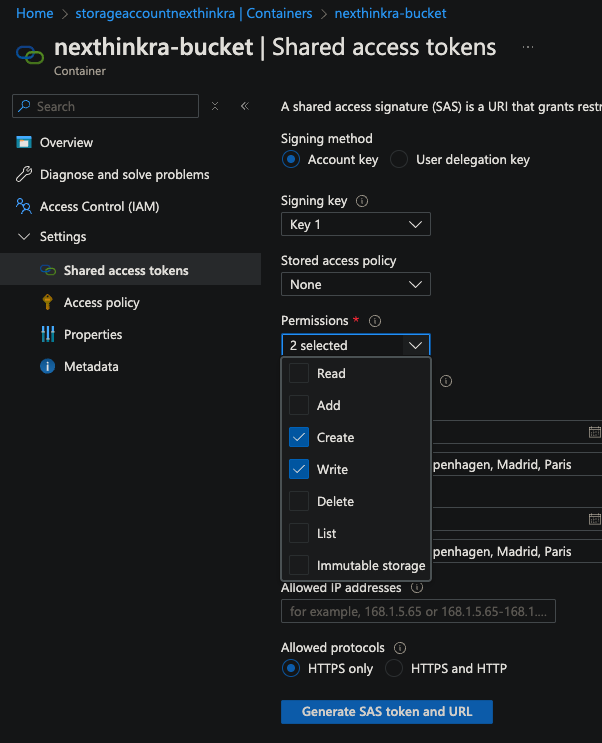 Home > storageaccountnexthinkra | Containers > nexthinkra-bucket
nexthinkra-bucket | Shared access tokens ...
Container
Search
A shared access signature (SAS) is a URI that grants restr
Overview
Diagnose and solve problems
Access Control (IAM)
Settings
Shared access tokens
Access policy
Properties
Metadata
Signing method
Account key User delegation key
Signing key
Key 1
Stored access policy
None
Permissions *
2 selected
Read
Add
Create
Write
penhagen, Madrid, Paris
Delete
List
Immutable storage
penhagen, Madrid, Paris
Allowed IP addresses
for example, 168.1.5.65 or 168.1.5.65-168.1....
Allowed protocols
HTTPS only HTTPS and HTTP
Generate SAS token and URL